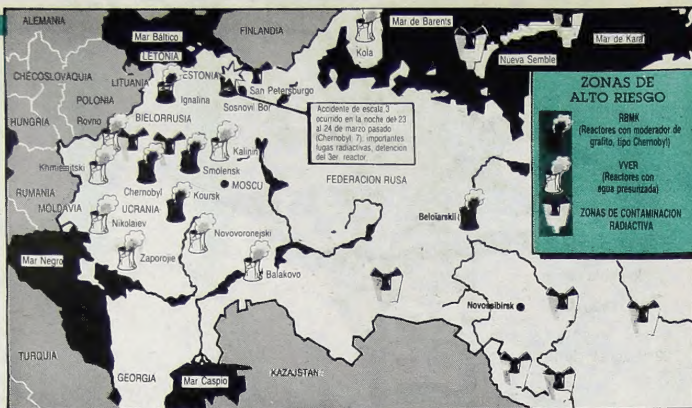 ALEMANIA
Mar Báltico
FINLANDIA
Mar de Barents
Mar de Kara
Kola
Nueva Semble
LETONIA
CHECOSLOVAQUIA
LITUANIA
ESTONIA
San Petersburgo
Ignalina
Sosnovi Bor
POLONIA
BIELORRUSIA
HUNGRIA
Rovno
Accidente de escala 3
ocurrido en la noche del 23
al 24 de marzo pasado
(Chernobyl: 7): importantes
fugas radiactivas, detención
del 3er. reactor
ZONAS DE
ALTO RIESGO
RBMK
(Reactores con moderador de
grafito, tipo Chernobyl)
VVER
(Reactores con
agua presurizada)
ZONAS DE CONTAMINACION
RADIACTIVA
Kalinin
Smolensk
MOSCU
FEDERACION RUSA
RUMANIA
Chernobyl
Koursk
MOLDAVIA
UCRANIA
Beloiarskii
Nikolaiev
Novovoronejski
Zaporojie
Balakovo
Mar Negro
Novossibirsk
TURQUIA
GEORGIA
Mar Caspio
KAZAJSTAN